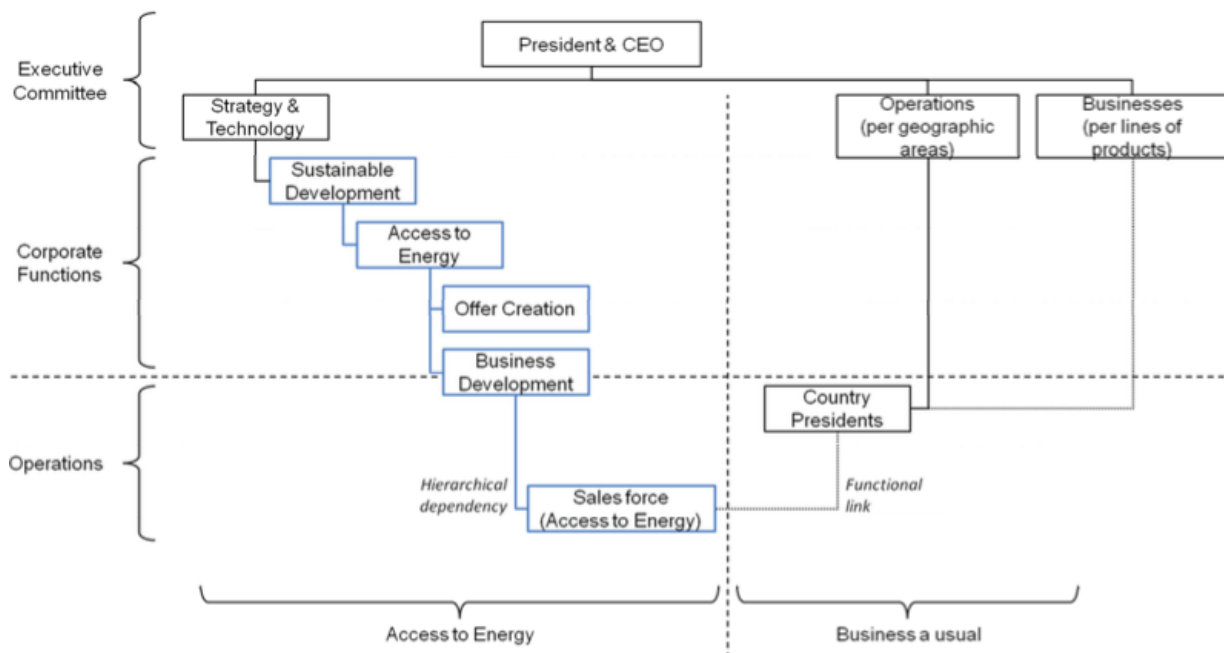 President & CEO
Executive
Committee
Strategy &
Technology
Operations
(per geographic
areas)
Businesses
(per lines of
products)
Sustainable
Development
Corporate
Functions
Access to
Energy
Offer Creation
Business
Development
Country
Presidents
Operations
Hierarchical
dependency
Sales force
(Access to Energy)
Functional
link
Access to Energy
Business a usual